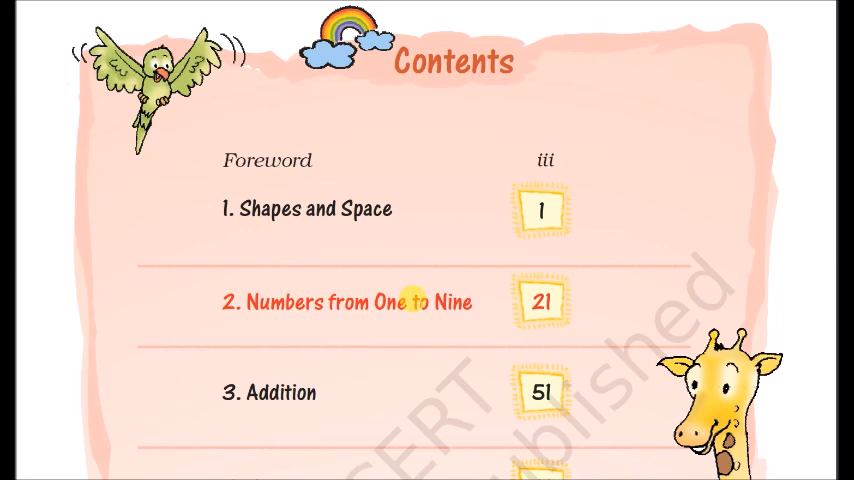 Contents
Foreword iii
1. Shapes and Space 1
2. Numbers from One to Nine 21
3. Addition 51